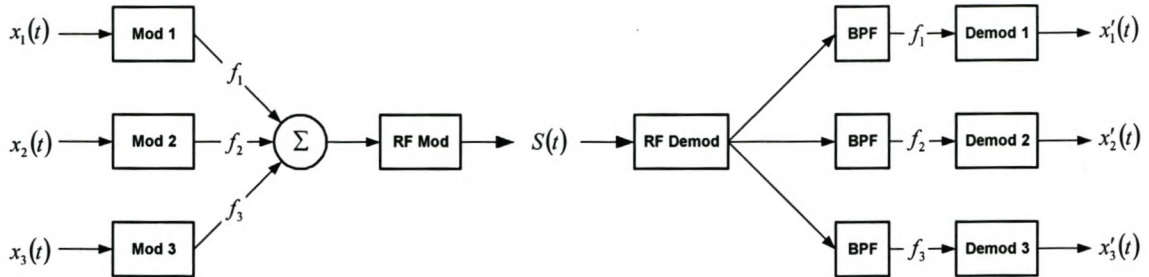 x₁(t) Mod 1 f₁ BPF f₁ Demod 1 x′₁(t)
x₂(t) Mod 2 f₂ Σ RF Mod S(t) RF Demod BPF f₂ Demod 2 x′₂(t)
x₃(t) Mod 3 f₃ BPF f₃ Demod 3 x′₃(t)